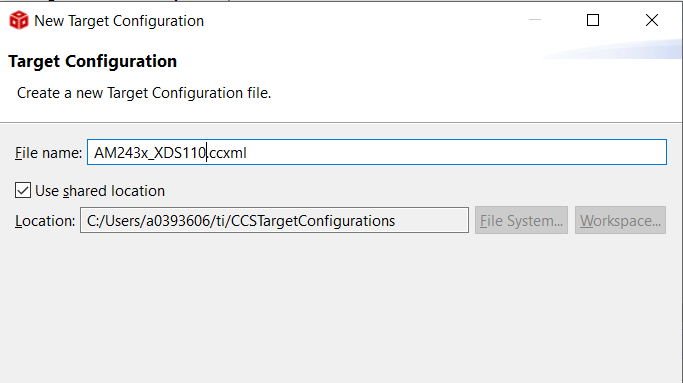 New Target Configuration
Target Configuration
Create a new Target Configuration file.
File name: AM243x_XDS110.ccxml
Use shared location
Location: C:/Users/a0393606/ti/CCSTargetConfigurations File System... Workspace...